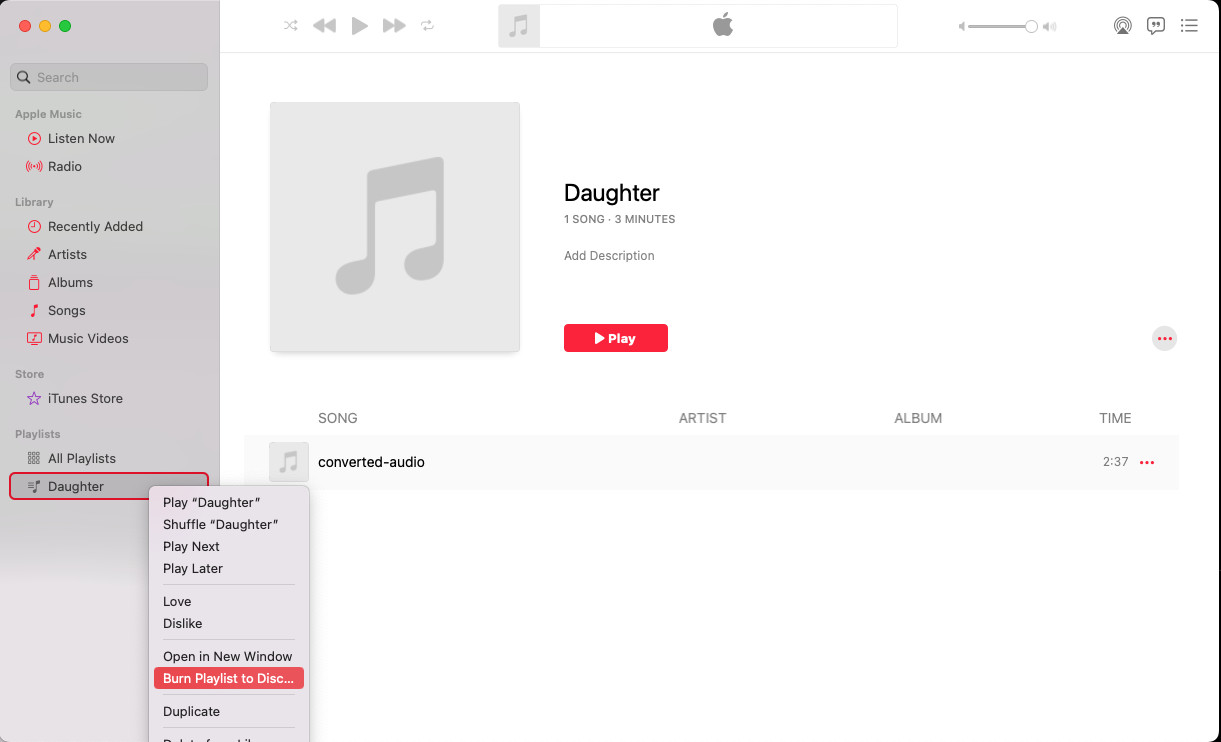 Search
Apple Music
Listen Now
Radio
Library
Recently Added
Artists
Albums
Songs
Music Videos
Store
iTunes Store
Playlists
All Playlists
Daughter
Daughter
1 SONG · 3 MINUTES
Add Description
Play
SONG ARTIST ALBUM TIME
converted-audio 2:37
Play “Daughter”
Shuffle “Daughter”
Play Next
Play Later
Love
Dislike
Open in New Window
Burn Playlist to Disc...
Duplicate